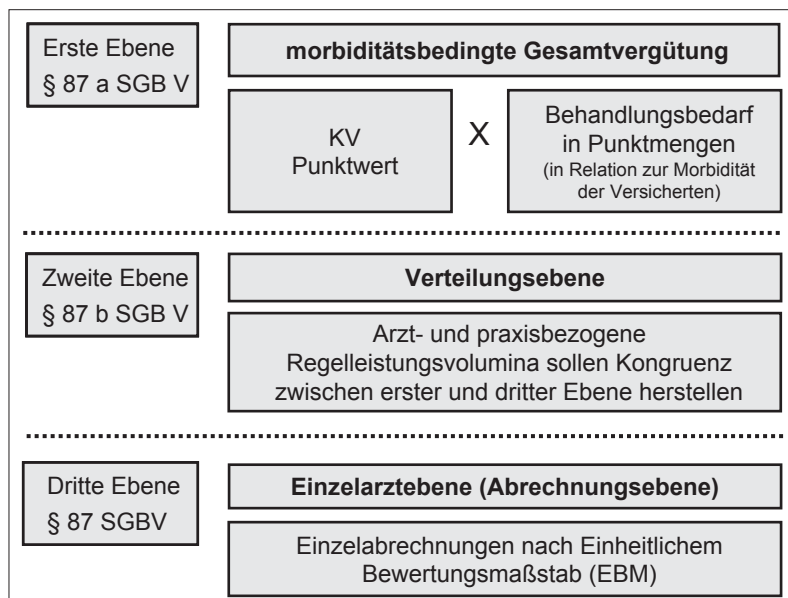 Erste Ebene
§ 87 a SGB V
morbiditätsbedingte Gesamtvergütung
KV
Punktwert
X
Behandlungsbedarf
in Punktmengen
(in Relation zur Morbidität
der Versicherten)
Zweite Ebene
§ 87 b SGB V
Verteilungsebene
Arzt- und praxisbezogene
Regelleistungsvolumina sollen Kongruenz
zwischen erster und dritter Ebene herstellen
Dritte Ebene
§ 87 SGBV
Einzelarztebene (Abrechnungsebene)
Einzelabrechnungen nach Einheitlichem
Bewertungsmaßstab (EBM)